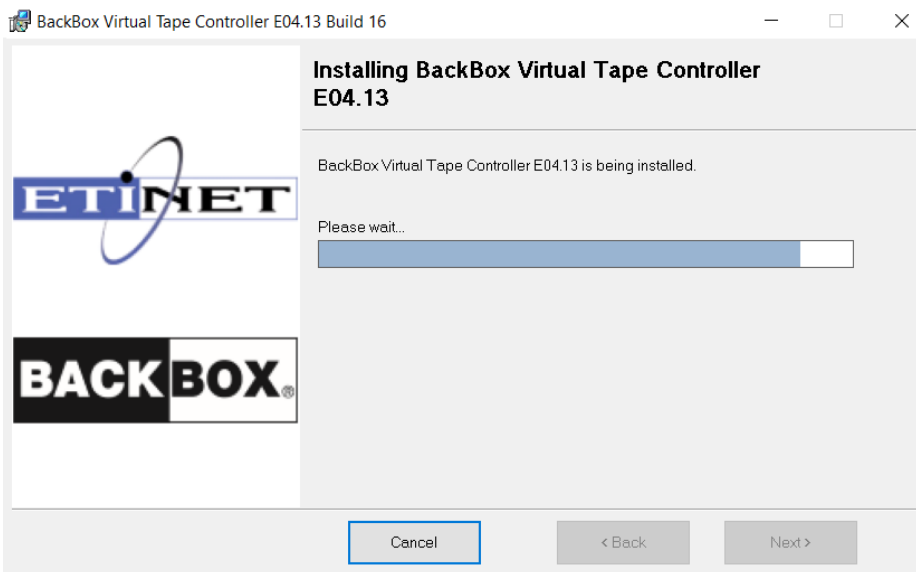 BackBox Virtual Tape Controller E04.13 Build 16
Installing BackBox Virtual Tape Controller
E04.13
BackBox Virtual Tape Controller E04.13 is being installed.
Please wait...
ETINET
BACKBOX®
Cancel
< Back
Next >